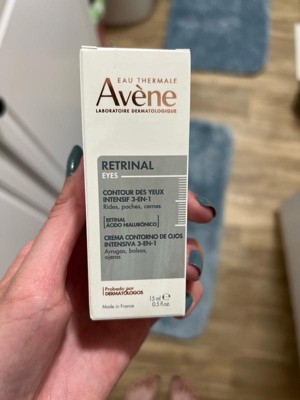 EAU THERMALE
Avène
LABORATOIRE DERMATOLOGIQUE
RETRINAL
EYES
CONTOUR DES YEUX
INTENSIF 3-EN-1
Rides, poches, cernes
RETINAL
ÁCIDO HIALURÓNICO
CREMA CONTORNO DE OJOS
INTENSIVA 3-EN-1
Arrugas, bolsas,
ojeras
Probado por
DERMATÓLOGOS
15 ml e
0.5 fl.oz.
Made in France